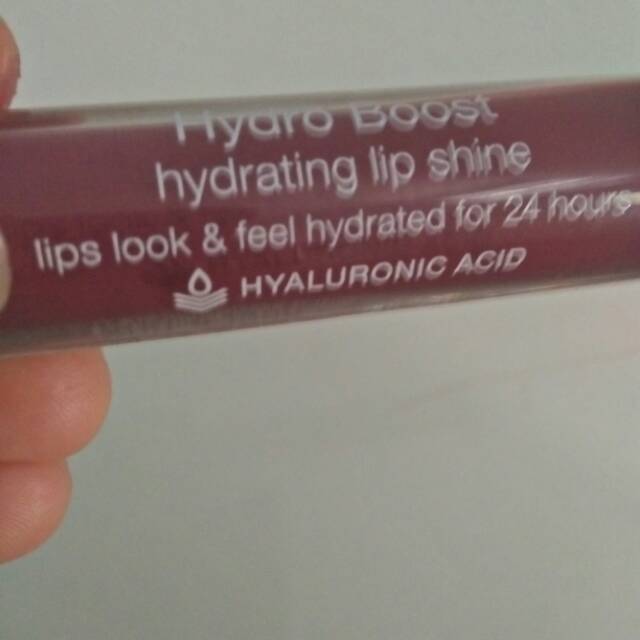 Hydro Boost
hydrating lip shine
lips look & feel hydrated for 24 hours
HYALURONIC ACID